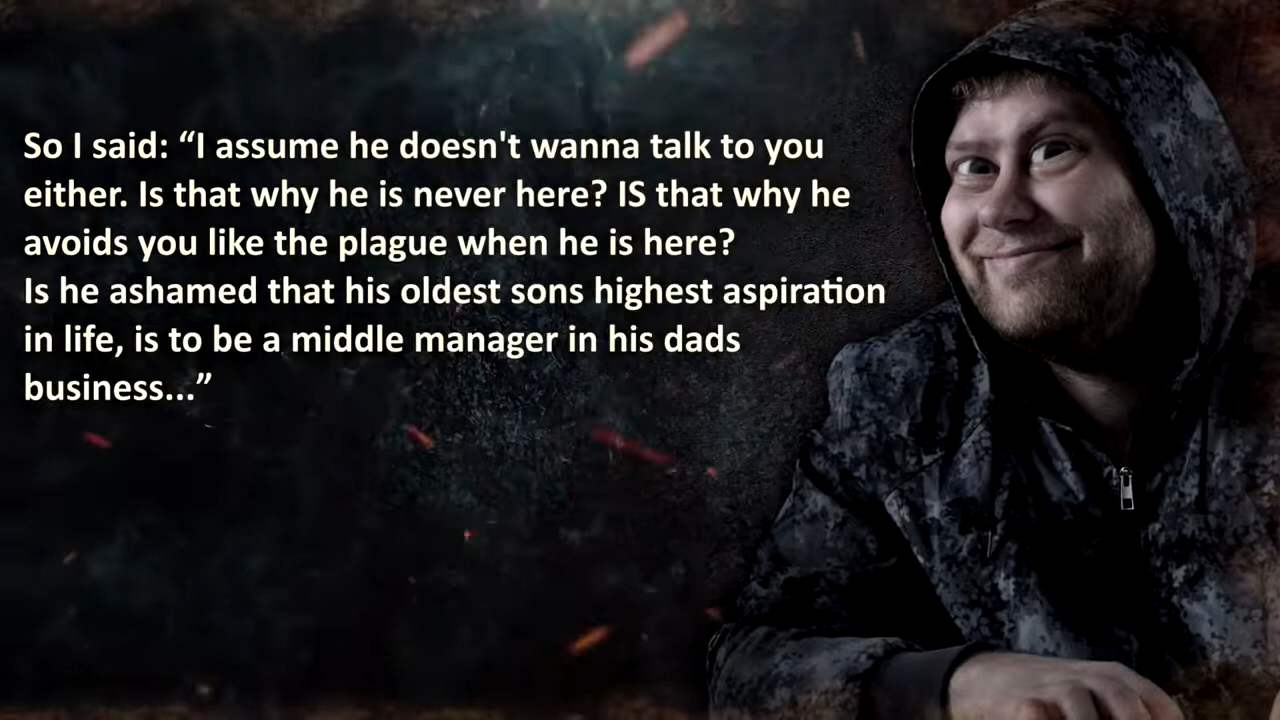 So I said: “I assume he doesn't wanna talk to you
either. Is that why he is never here? IS that why he
avoids you like the plague when he is here?
Is he ashamed that his oldest sons highest aspiration
in life, is to be a middle manager in his dads
business...”